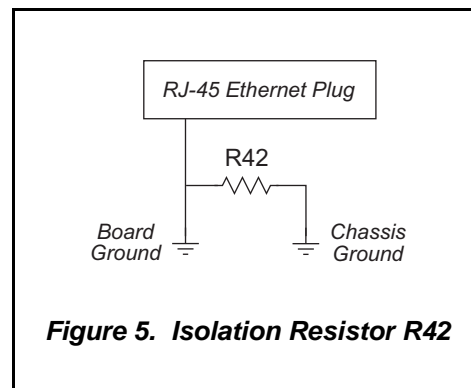 RJ-45 Ethernet Plug
R42
Board
Ground
Chassis
Ground
Figure 5.  Isolation Resistor R42